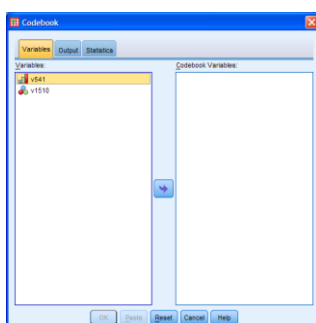 Codebook
Variables Output Statistics
Variables:
Codebook Variables:
v541
v1510
OK Paste Reset Cancel Help